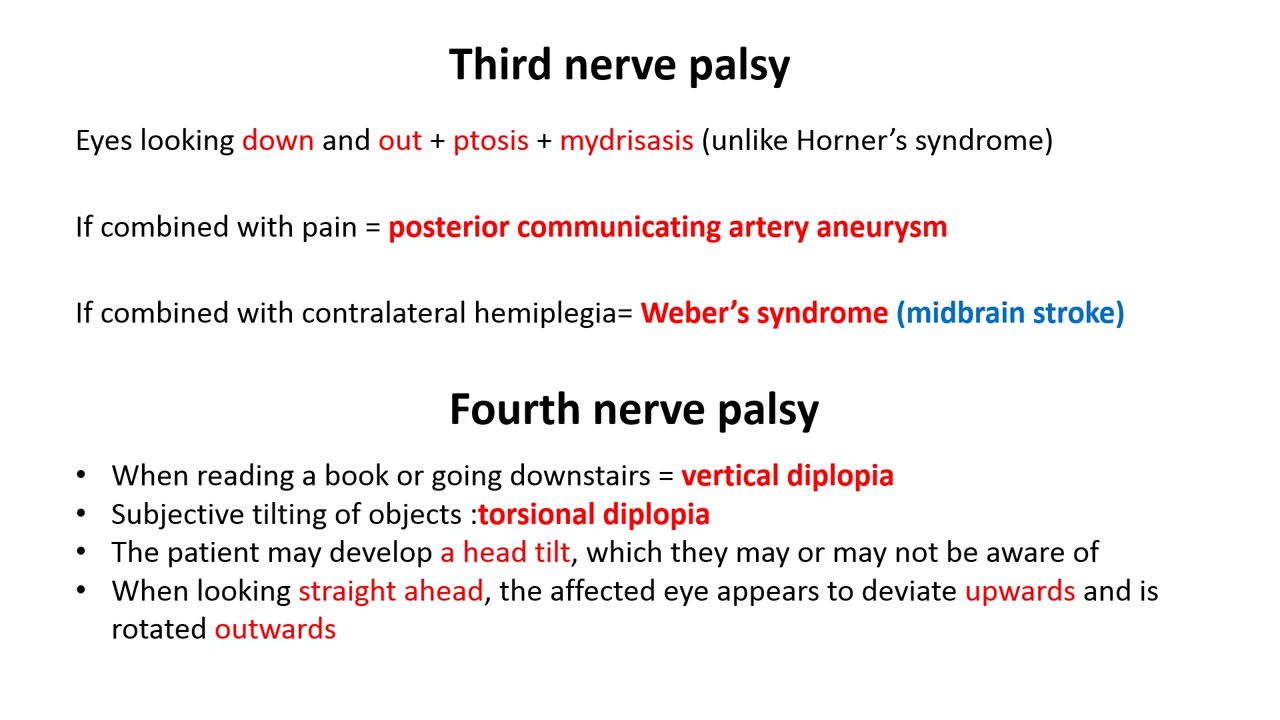 Third nerve palsy
Eyes looking down and out + ptosis + mydrisasis (unlike Horner’s syndrome)
If combined with pain = posterior communicating artery aneurysm
If combined with contralateral hemiplegia= Weber’s syndrome (midbrain stroke)
Fourth nerve palsy
• When reading a book or going downstairs = vertical diplopia
• Subjective tilting of objects :torsional diplopia
• The patient may develop a head tilt, which they may or may not be aware of
• When looking straight ahead, the affected eye appears to deviate upwards and is
rotated outwards